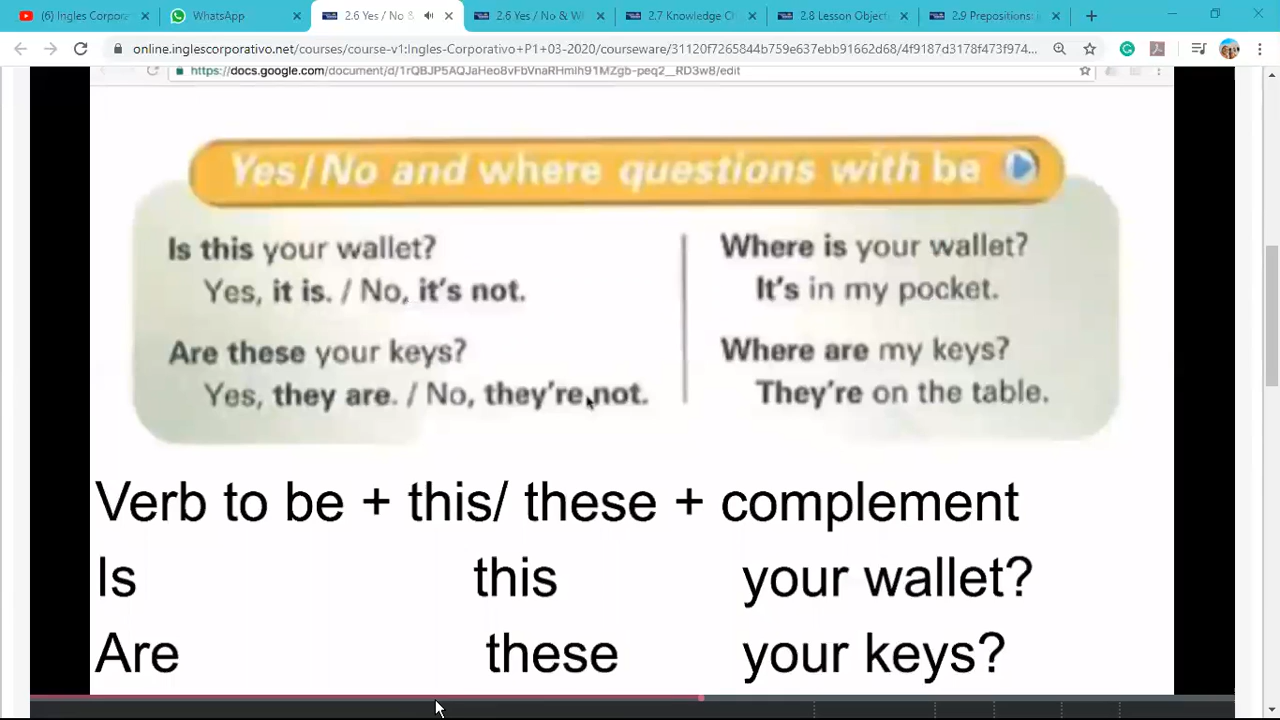 (6) Ingles Corporativo
WhatsApp
2.6 Yes / No &
2.6 Yes / No & W
2.7 Knowledge C
2.8 Lesson Object
2.9 Prepositions
online.inglescorporativo.net/courses/course-v1:Ingles-Corporativo+P1+03-2020/courseware/31120f72658f4b759e637ebb91662d68/4f9187d3178f473f974...
Yes/No and where questions with be
Is this your wallet?
Yes, it is. / No, it's not.
Are these your keys?
Yes, they are. / No, they're not.
Where is your wallet?
It's in my pocket.
Where are my keys?
They're on the table.
Verb to be + this/ these + complement
Is this your wallet?
Are these your keys?